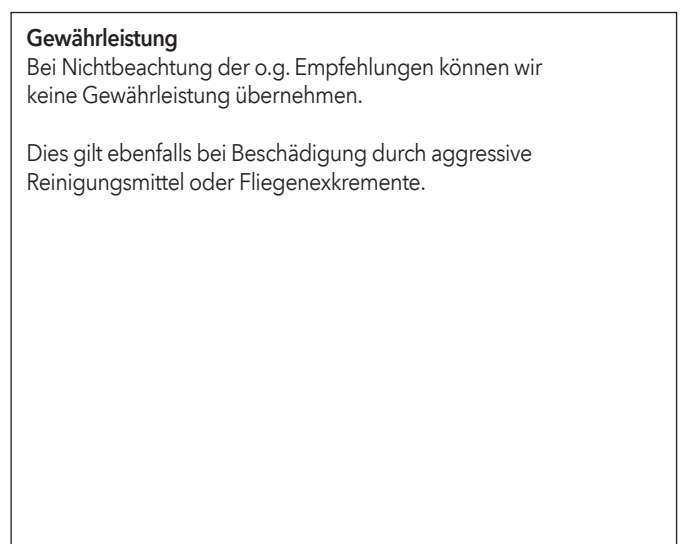 Gewährleistung
Bei Nichtbeachtung der o.g. Empfehlungen können wir
keine Gewährleistung übernehmen.
Dies gilt ebenfalls bei Beschädigung durch aggressive
Reinigungsmittel oder Fliegenexkremente.